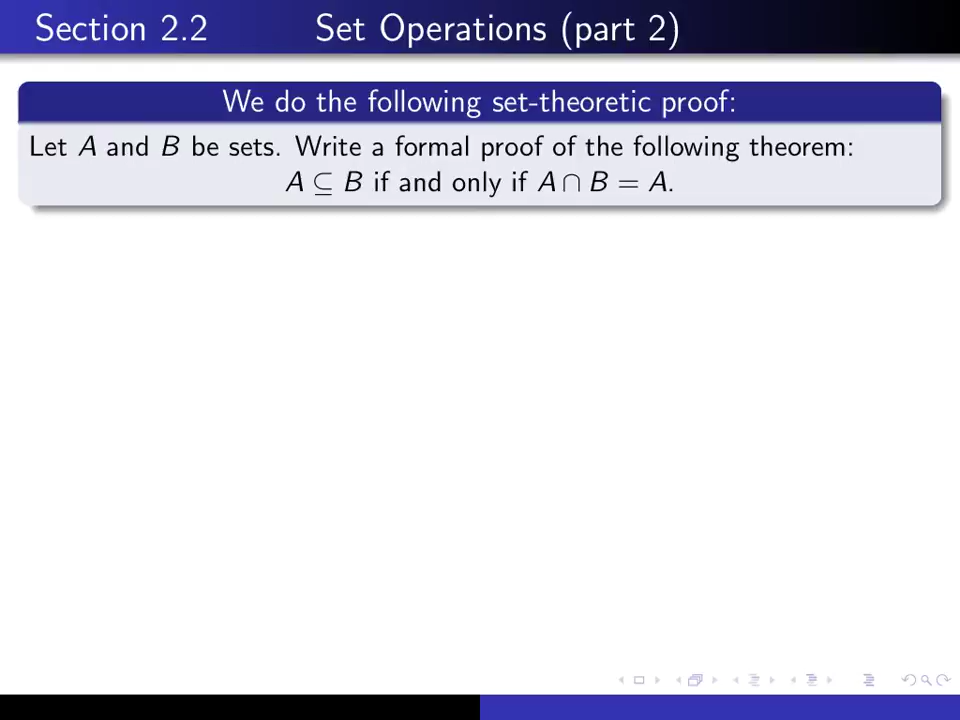 Section 2.2 Set Operations (part 2)
We do the following set-theoretic proof:
Let A and B be sets. Write a formal proof of the following theorem:
A ⊆ B if and only if A ∩ B = A.